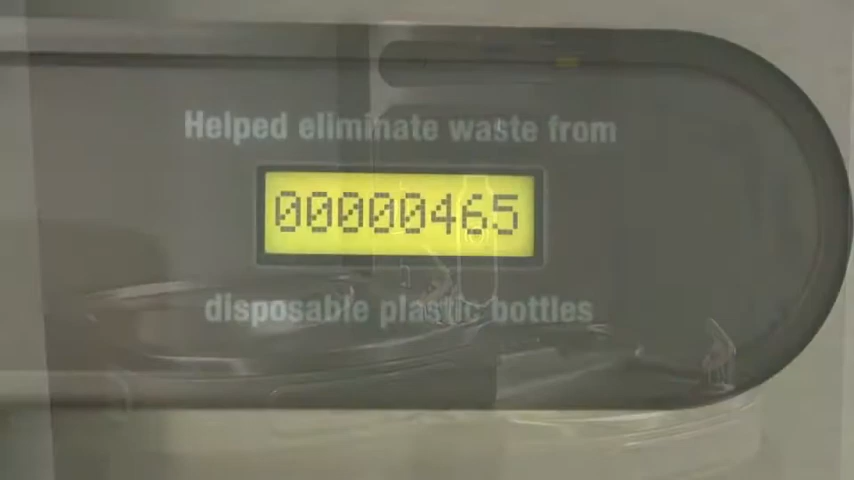 Helped eliminate waste from
00000465
disposable plastic bottles